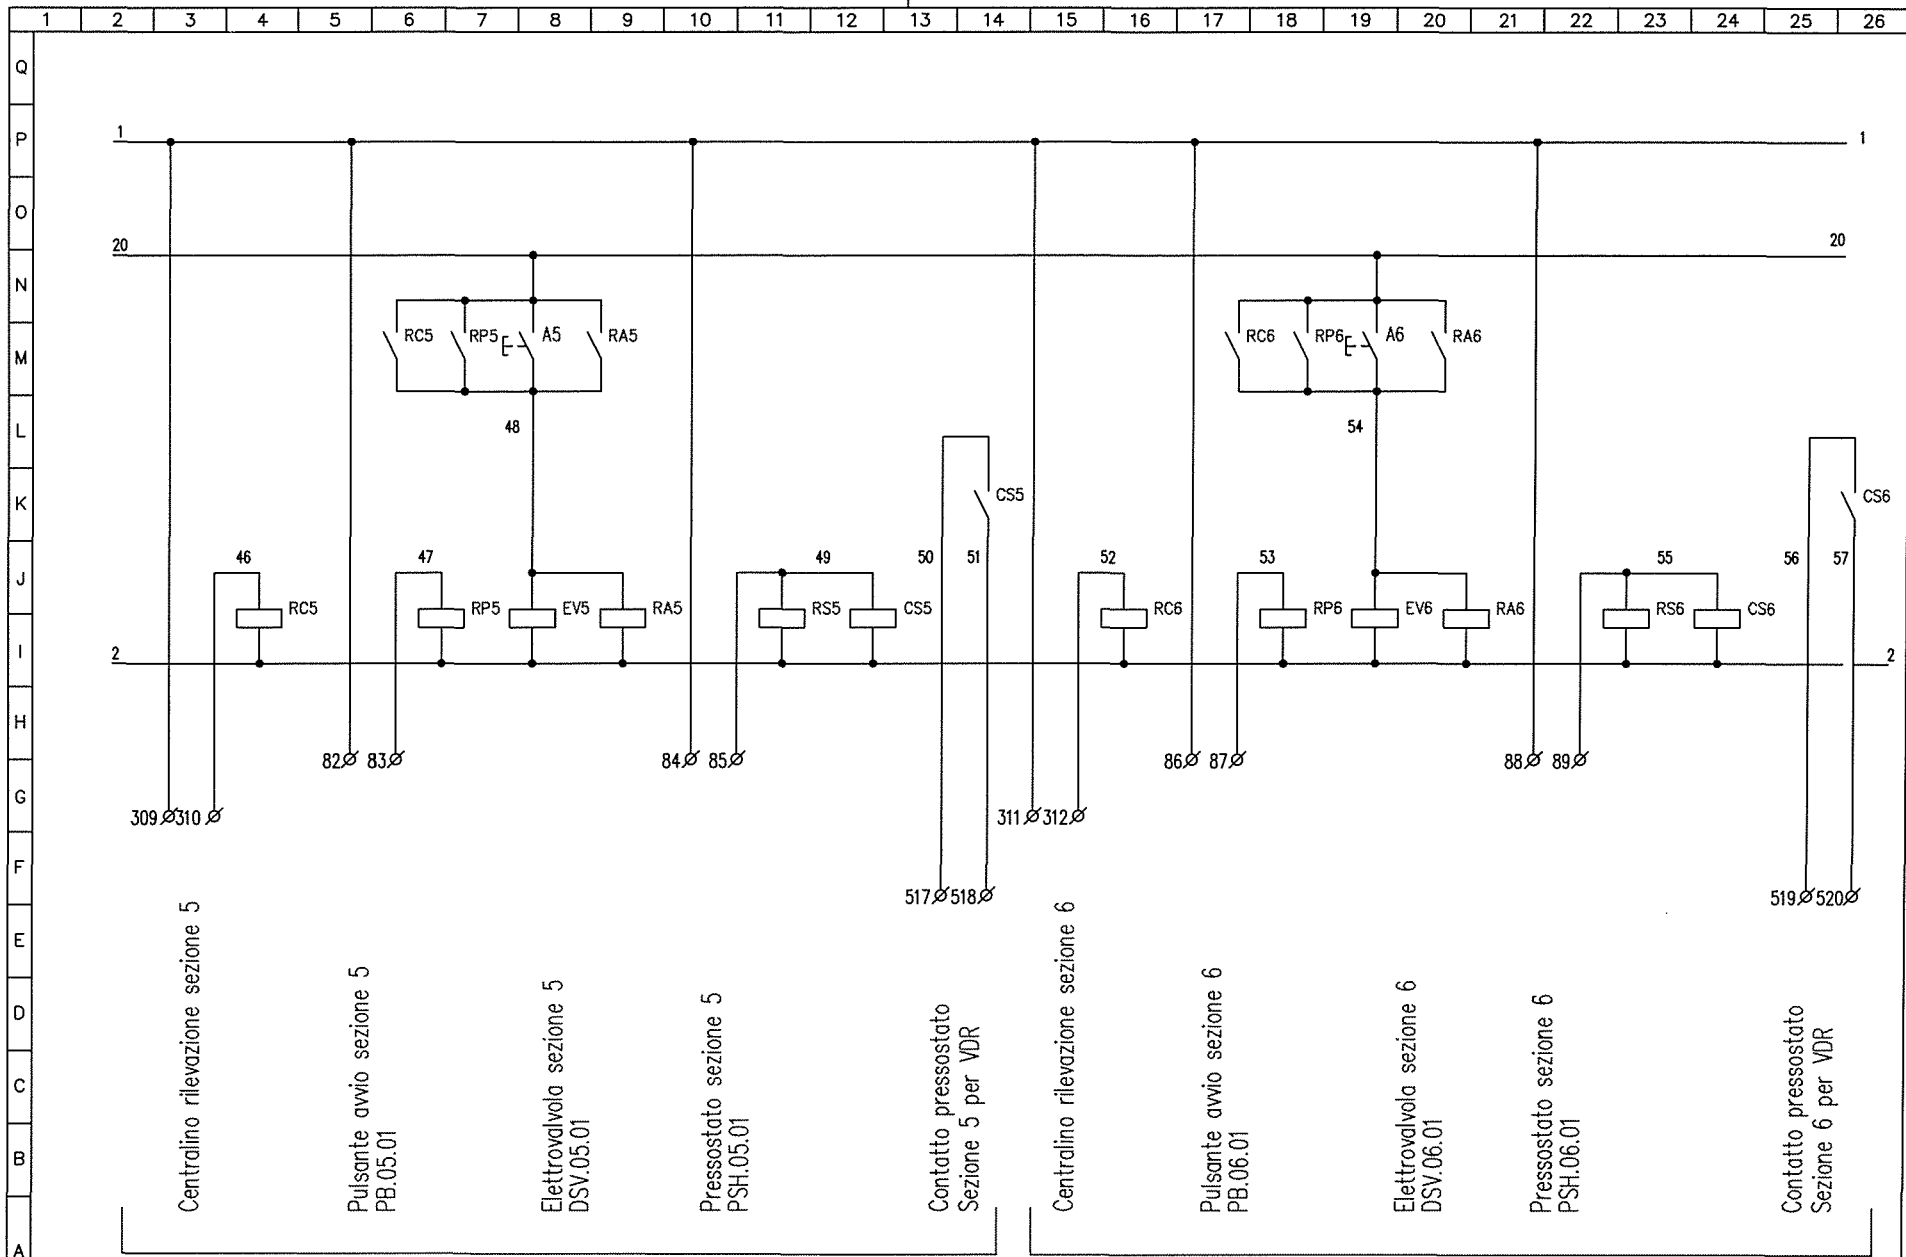 1 2 3 4 5 6 7 8 9 10 11 12 13 14 15 16 17 18 19 20 21 22 23 24 25 26
Q
P
O
N
M
L
K
J
I
H
G
F
E
D
C
B
A
1 1
20 20
RC5 RP5 A5 RA5 RC6 RP6 A6 RA6
48 54
CS5 CS6
46 47 49 50 51 52 53 55 56 57
RC5 RP5 EV5 RA5 RS5 CS5 RC6 RP6 EV6 RA6 RS6 CS6
2 2
82 83 84 85 86 87 88 89
309 310 311 312
517 518 519 520
Centralino rilevazione sezione 5
Pulsante avvio sezione 5
PB.05.01
Elettrovalvola sezione 5
DSV.05.01
Pressostato sezione 5
PSH.05.01
Contatto pressostato
Sezione 5 per VDR
Centralino rilevazione sezione 6
Pulsante avvio sezione 6
PB.06.01
Elettrovalvola sezione 6
DSV.06.01
Pressostato sezione 6
PSH.06.01
Contatto pressostato
Sezione 6 per VDR